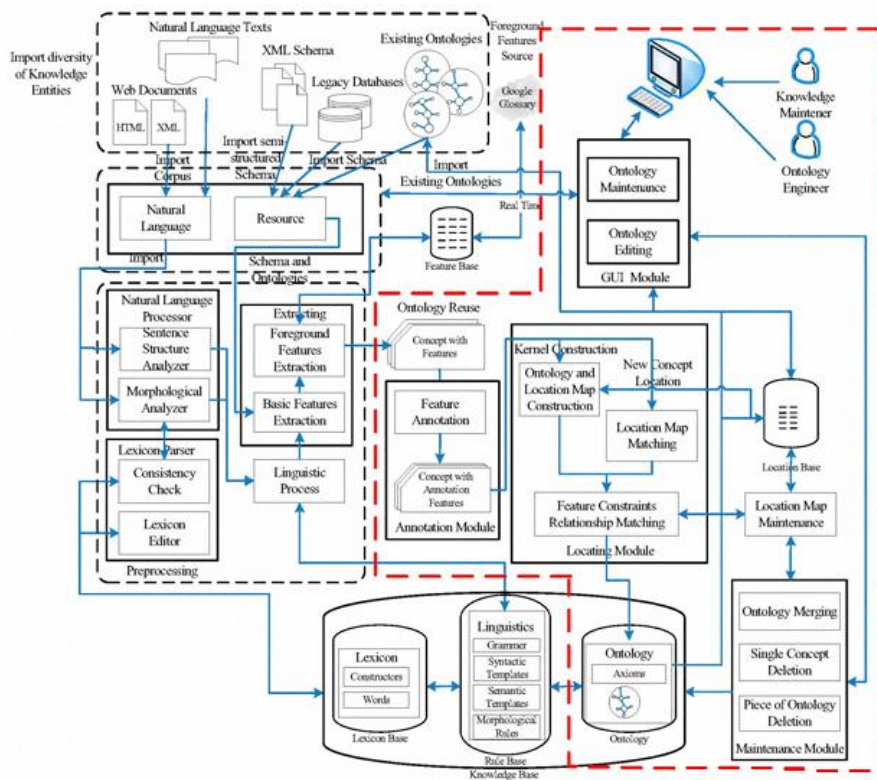 Natural Language Texts
XML Schema
Existing Ontologies
Foreground
Features
Source
Import diversity
of Knowledge
Entities
Web Documents
Legacy Databases
HTML
XML
Google
Glossary
Knowledge
Maintener
Ontology
Engineer
Import
Corpus
Import semi-
structured
Schema
Import Schema
Import
Existing Ontologies
Natural
Language
Resource
Import
Schema and
Ontologies
Real Time
Feature Base
Ontology
Maintenance
Ontology
Editing
GUI Module
Natural Language
Processor
Sentence
Structure
Analyzer
Morphological
Analyzer
Lexicon Parser
Consistency
Check
Lexicon
Editor
Preprocessing
Extracting
Foreground
Features
Extraction
Basic Features
Extraction
Linguistic
Process
Ontology Reuse
Concept with
Features
Feature
Annotation
Concept with
Annotation
Features
Annotation Module
Kernel Construction
Ontology and
Location Map
Construction
New Concept
Location
Location Map
Matching
Feature Constraints
Relationship Matching
Locating Module
Location Base
Location Map
Maintenance
Ontology Merging
Single Concept
Deletion
Piece of Ontology
Deletion
Maintenance Module
Lexicon
Constructors
Words
Lexicon Base
Linguistics
Grammer
Syntactic
Templates
Semantic
Templates
Morphological
Rules
Rule Base
Ontology
Axioms
Ontology
Knowledge Base